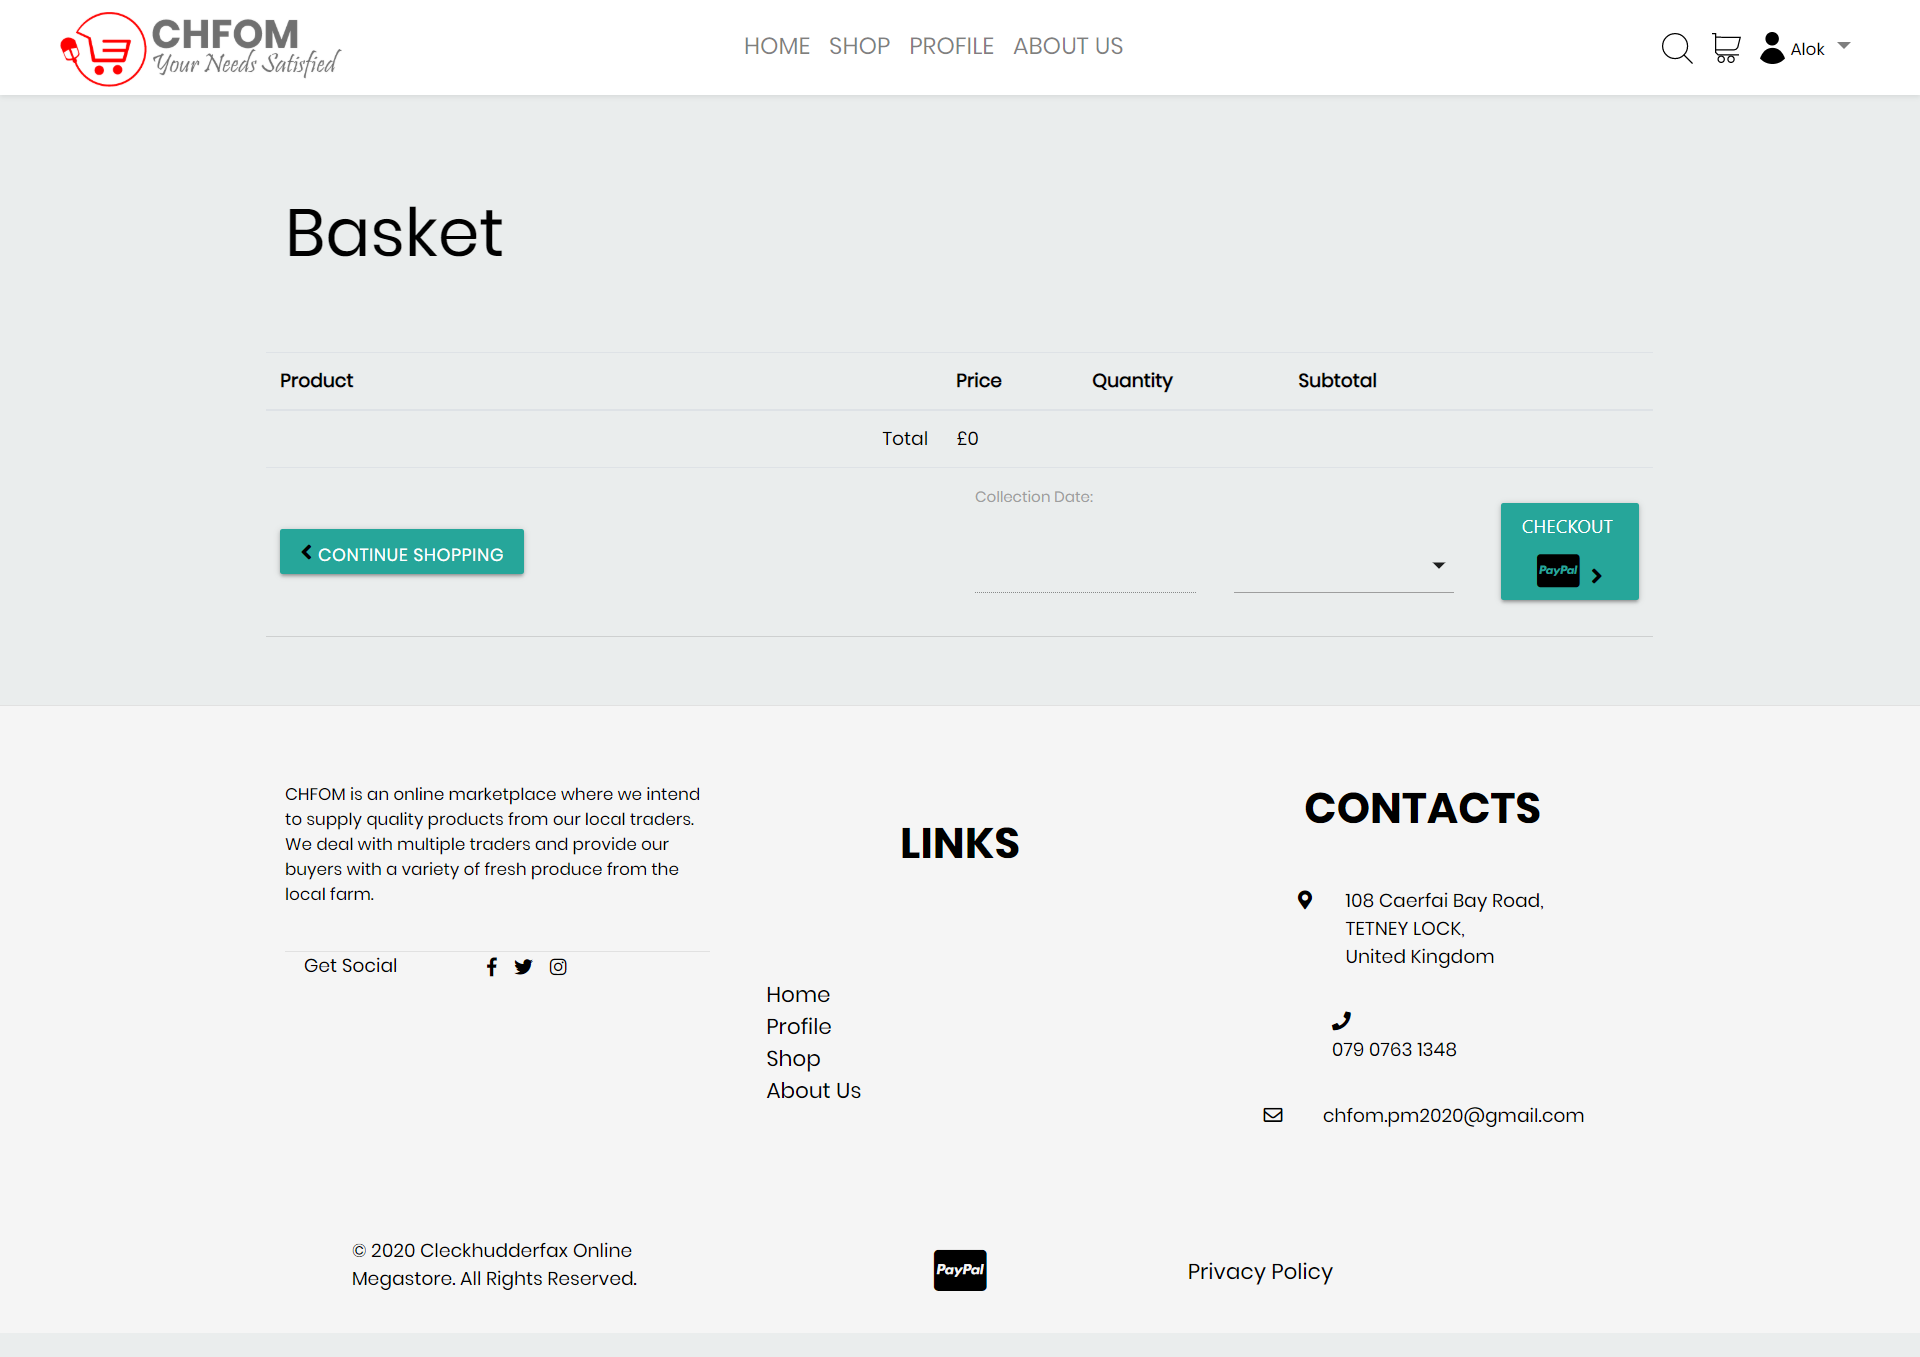 CHFOM
Your Needs Satisfied
HOME SHOP PROFILE ABOUT US
Alok
Basket
Product Price Quantity Subtotal
Total £0
Collection Date:
CONTINUE SHOPPING
CHECKOUT
PayPal
CHFOM is an online marketplace where we intend
to supply quality products from our local traders.
We deal with multiple traders and provide our
buyers with a variety of fresh produce from the
local farm.
Get Social
LINKS
Home
Profile
Shop
About Us
CONTACTS
108 Caerfai Bay Road,
TETNEY LOCK,
United Kingdom
079 0763 1348
chfom.pm2020@gmail.com
© 2020 Cleckhudderfax Online
Megastore. All Rights Reserved.
PayPal
Privacy Policy